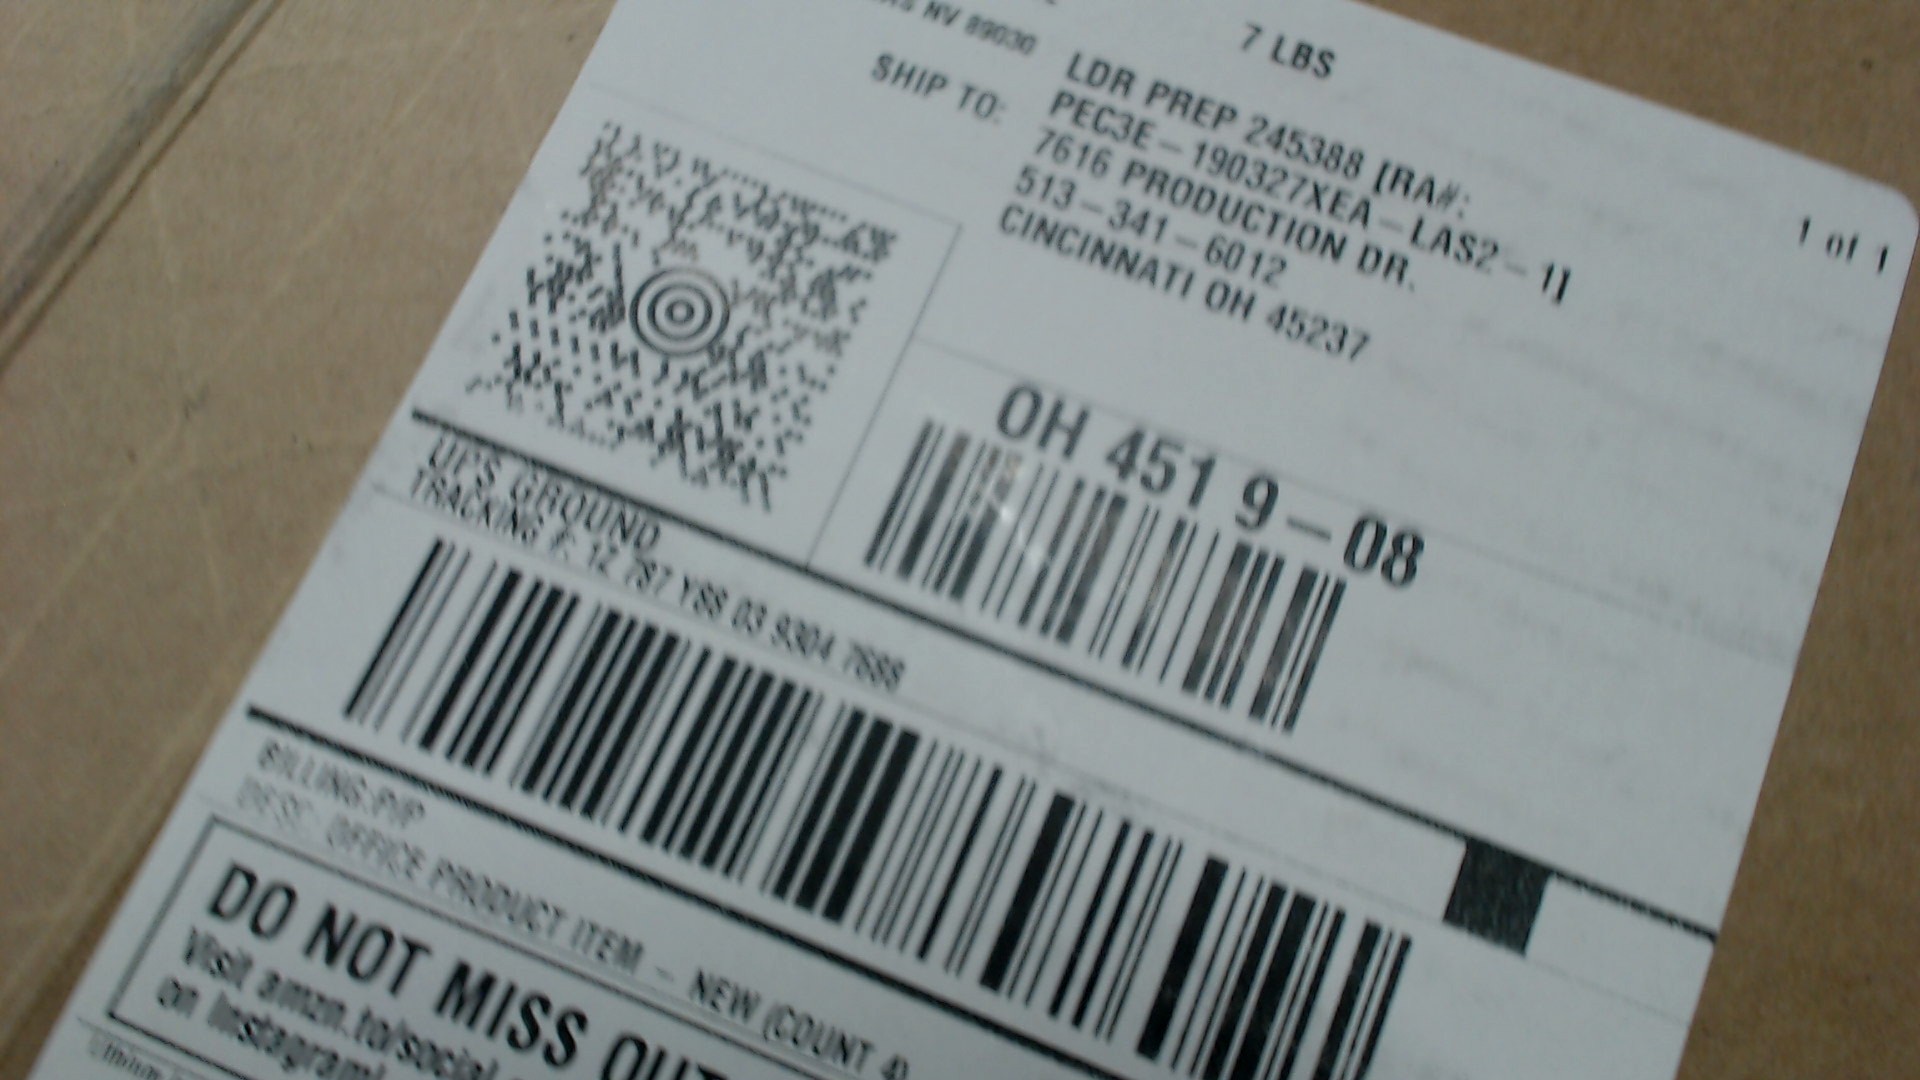 NV 89030
7 LBS
1 of 1
SHIP TO:
LDR PREP 245388 [RA#:
PEC3E-190327XEA-LAS2-1]
7616 PRODUCTION DR.
513-341-6012
CINCINNATI OH 45237
OH 451 9-08
UPS GROUND
TRACKING #: 1Z 787 Y88 03 9304 7688
BILLING: P/P
DESC: OFFICE PRODUCT ITEM - NEW (COUNT 4)
DO NOT MISS OUT
Visit amzn.to/social
on Instagram